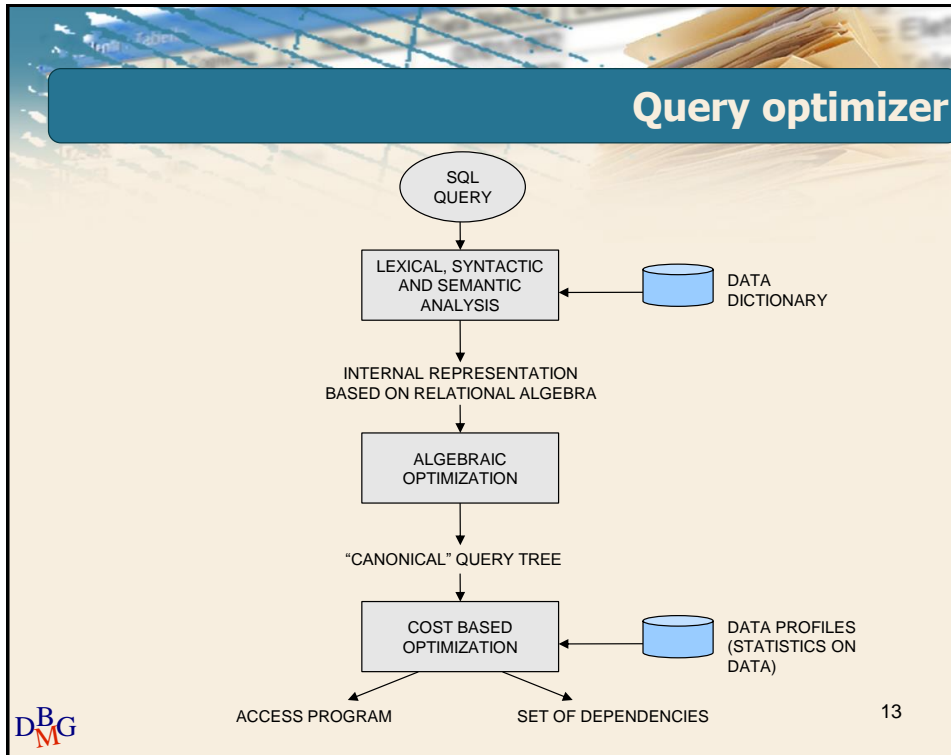 Query optimizer
SQL
QUERY
LEXICAL, SYNTACTIC
AND SEMANTIC
ANALYSIS
DATA
DICTIONARY
INTERNAL REPRESENTATION
BASED ON RELATIONAL ALGEBRA
ALGEBRAIC
OPTIMIZATION
“CANONICAL” QUERY TREE
COST BASED
OPTIMIZATION
DATA PROFILES
(STATISTICS ON
DATA)
ACCESS PROGRAM
SET OF DEPENDENCIES
DBMG
13